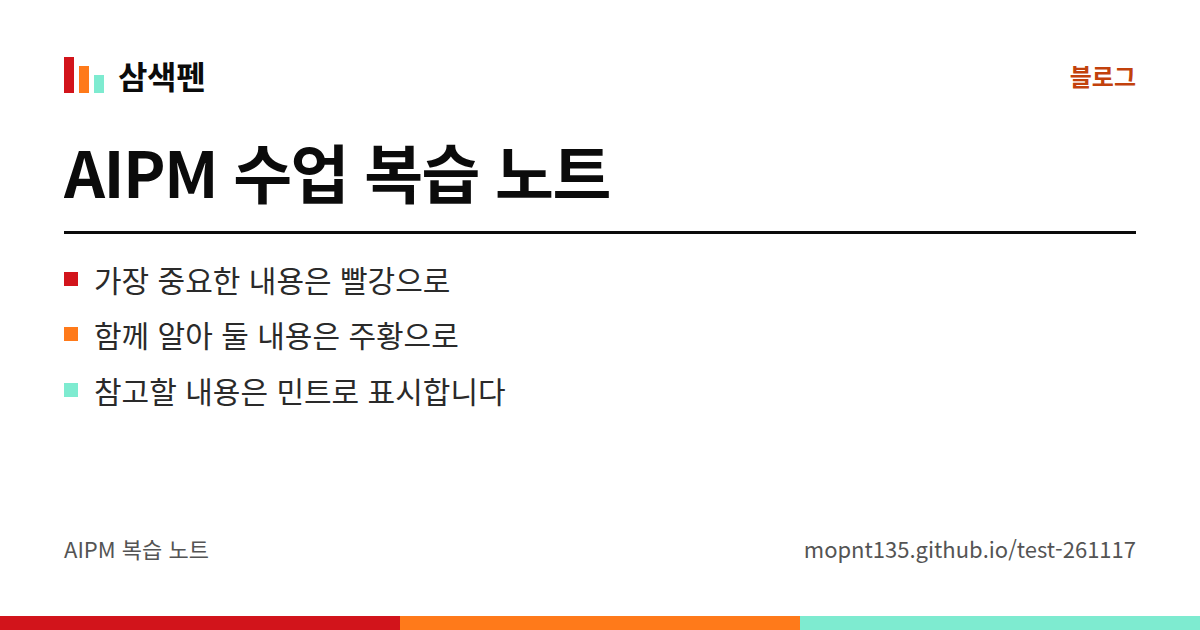 삼색펜
블로그
AIPM 수업 복습 노트
가장 중요한 내용은 빨강으로
함께 알아 둘 내용은 주황으로
참고할 내용은 민트로 표시합니다
AIPM 복습 노트
mopnt135.github.io/test-261117